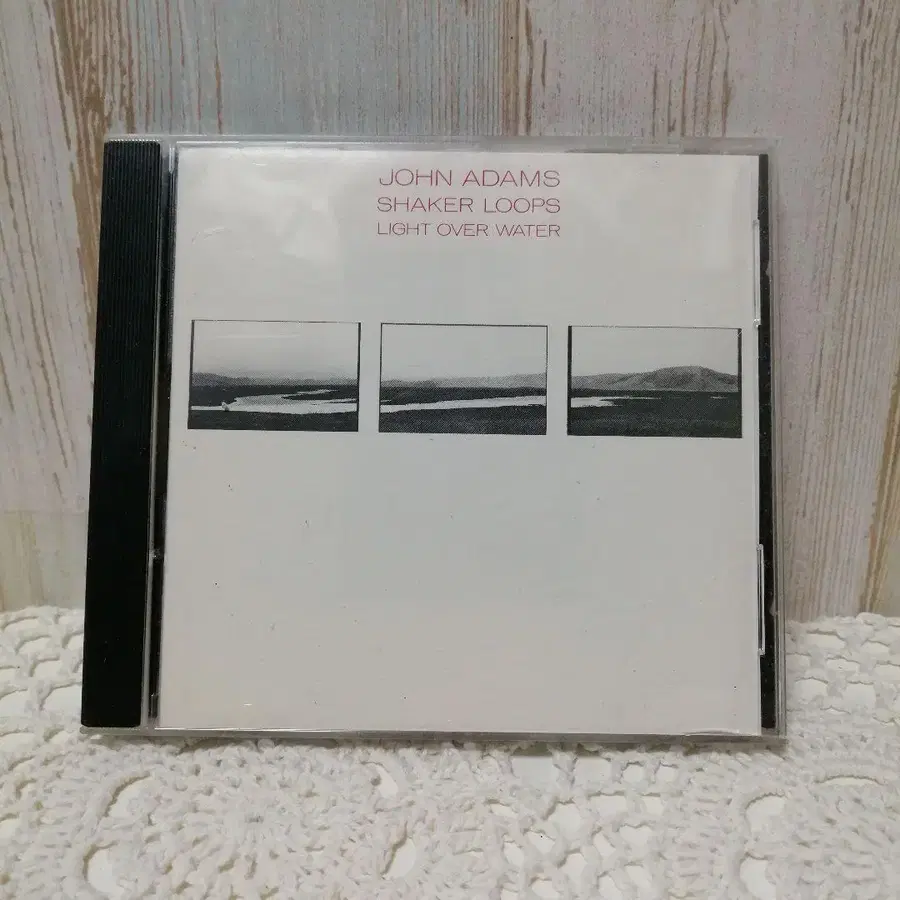 JOHN ADAMS
SHAKER LOOPS
LIGHT OVER WATER